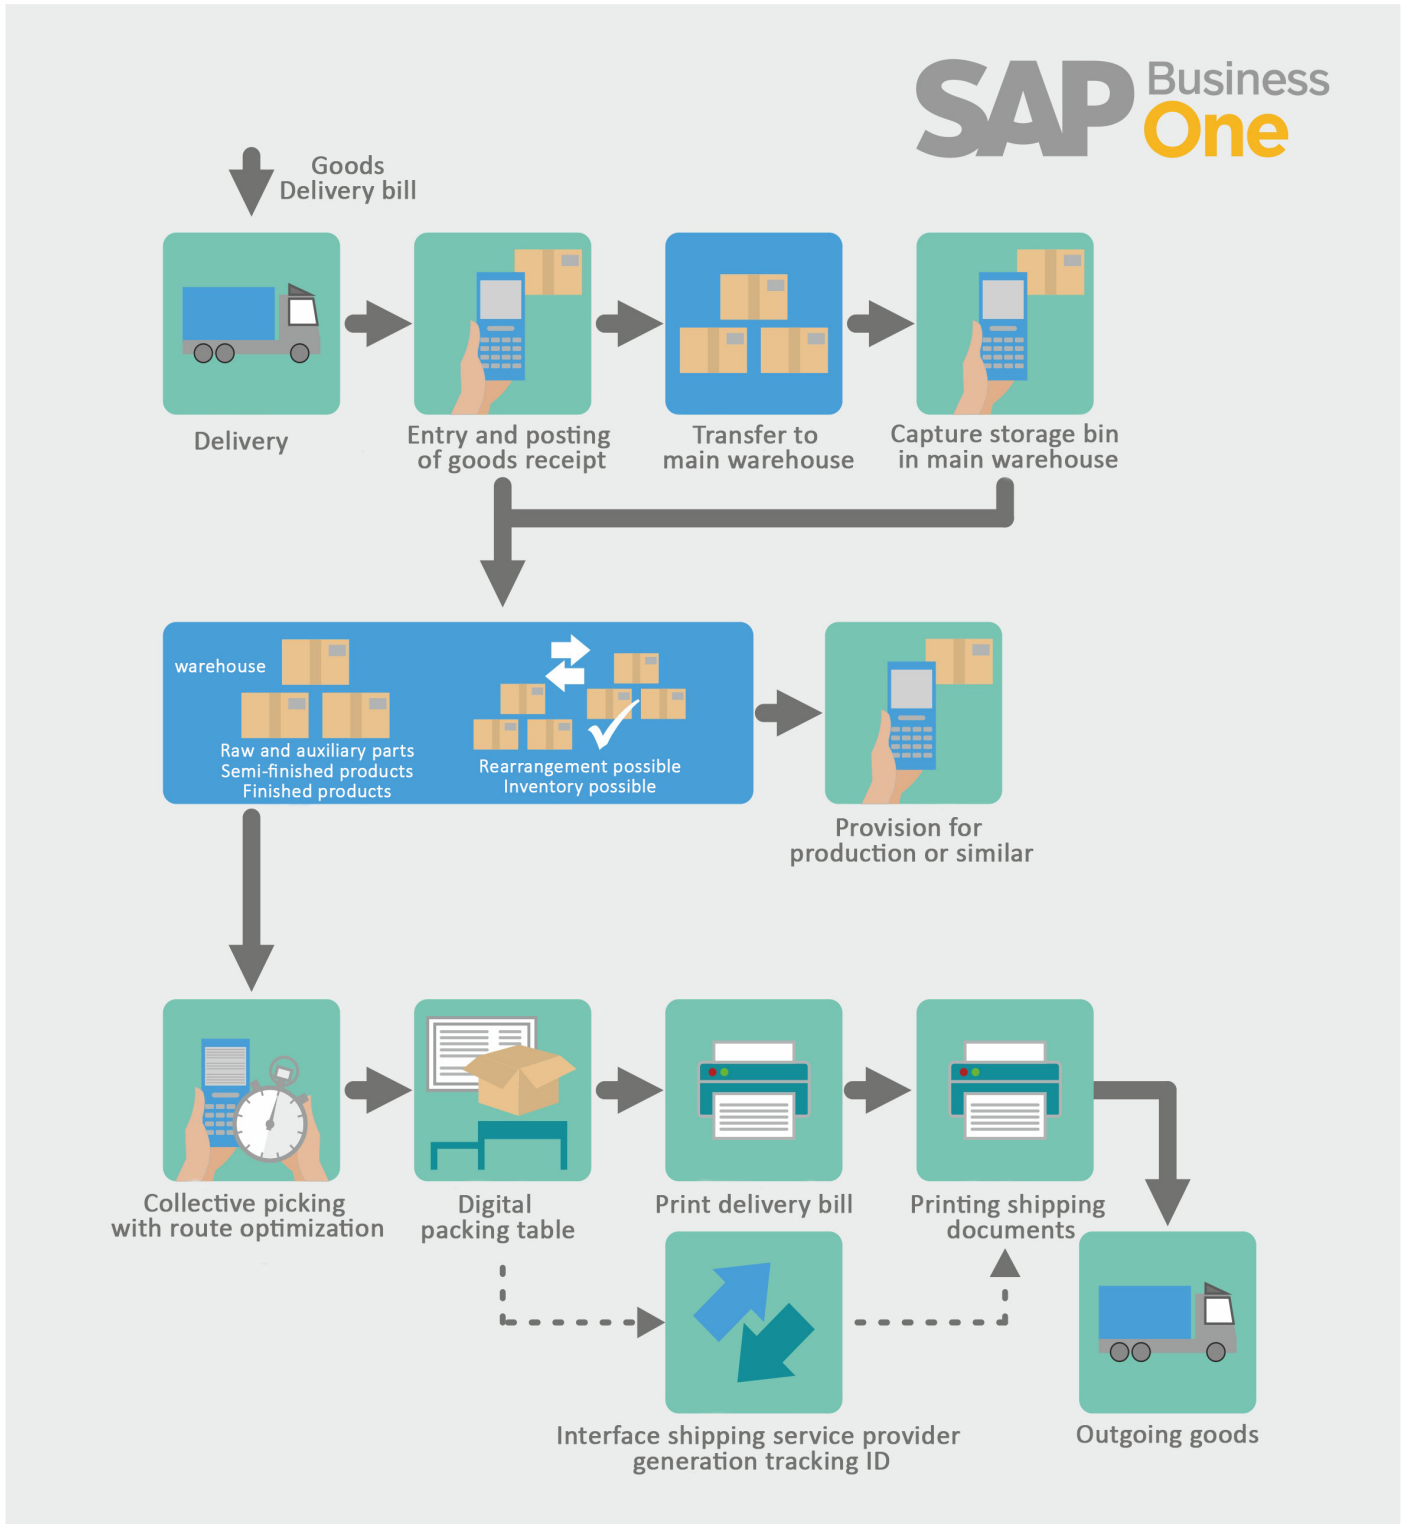 SAP Business
One
Goods
Delivery bill
Delivery
Entry and posting
of goods receipt
Transfer to
main warehouse
Capture storage bin
in main warehouse
warehouse
Raw and auxiliary parts
Semi-finished products
Finished products
Rearrangement possible
Inventory possible
Provision for
production or similar
Collective picking
with route optimization
Digital
packing table
Print delivery bill
Printing shipping
documents
Interface shipping service provider
generation tracking ID
Outgoing goods